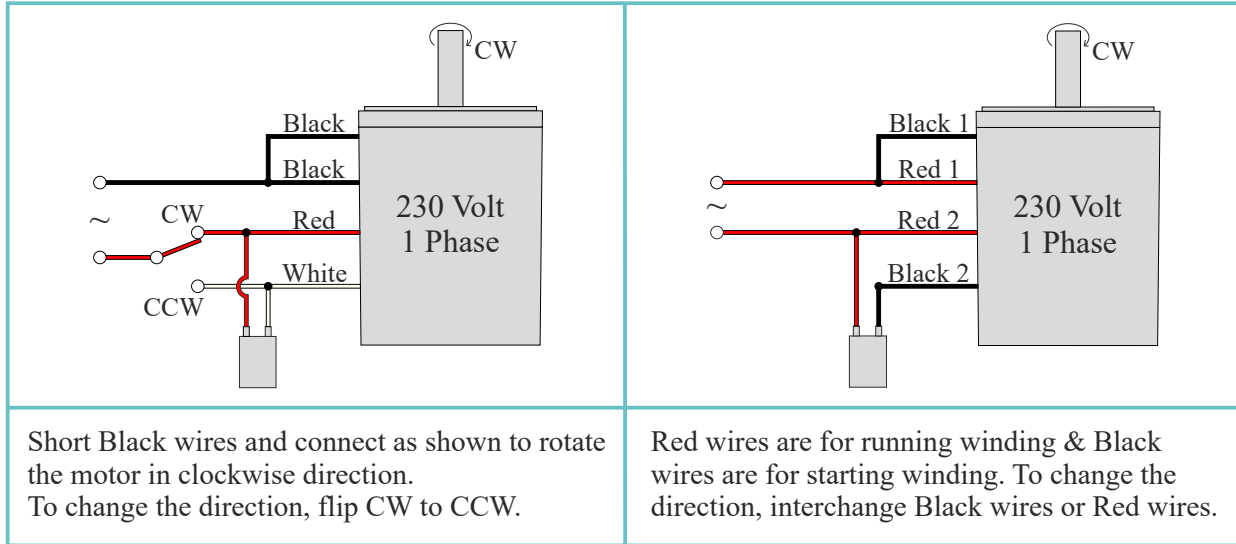 CW
Black
Black
~
CW
Red
White
CCW
230 Volt
1 Phase
Short Black wires and connect as shown to rotate
the motor in clockwise direction.
To change the direction, flip CW to CCW.
CW
Black 1
Red 1
~
Red 2
Black 2
230 Volt
1 Phase
Red wires are for running winding & Black
wires are for starting winding. To change the
direction, interchange Black wires or Red wires.